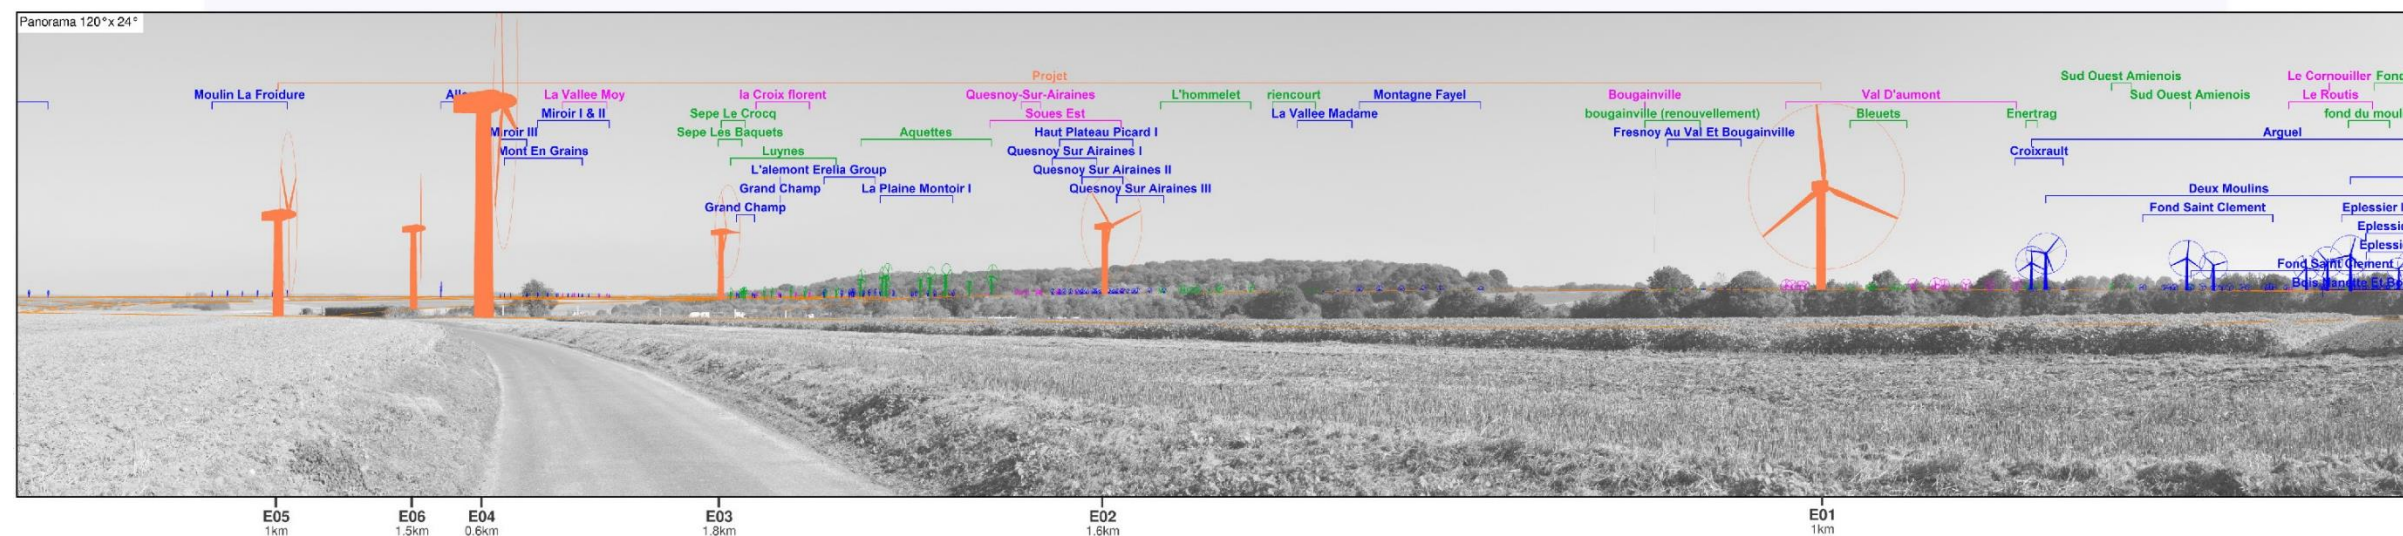 Panorama 120°x 24°
Projet
Sud Ouest Amienois
Le Cornouiller
Moulin La Froidure
La Vallee Moy
la Croix florent
Quesnoy-Sur-Airaines
L'hommelet
riencourt
Montagne Fayel
Bougainville
Val D'aumont
Sud Ouest Amienois
Le Routis
Miroir I & II
Sepe Le Crocq
Soues Est
La Vallee Madame
bougainville (renouvellement)
Bleuets
Enertrag
Miroir III
Sepe Les Baquets
Aquettes
Haut Plateau Picard I
Fresnoy Au Val Et Bougainville
Arguel
Mont En Grains
Luynes
Quesnoy Sur Airaines I
Croixrault
L'alemont Erelia Group
Quesnoy Sur Airaines II
Grand Champ
La Plaine Montoir I
Quesnoy Sur Airaines III
Deux Moulins
Grand Champ
Fond Saint Clement
Fond Saint Clement
E05
1km
E06
1.5km
E04
0.6km
E03
1.8km
E02
1.6km
E01
1km